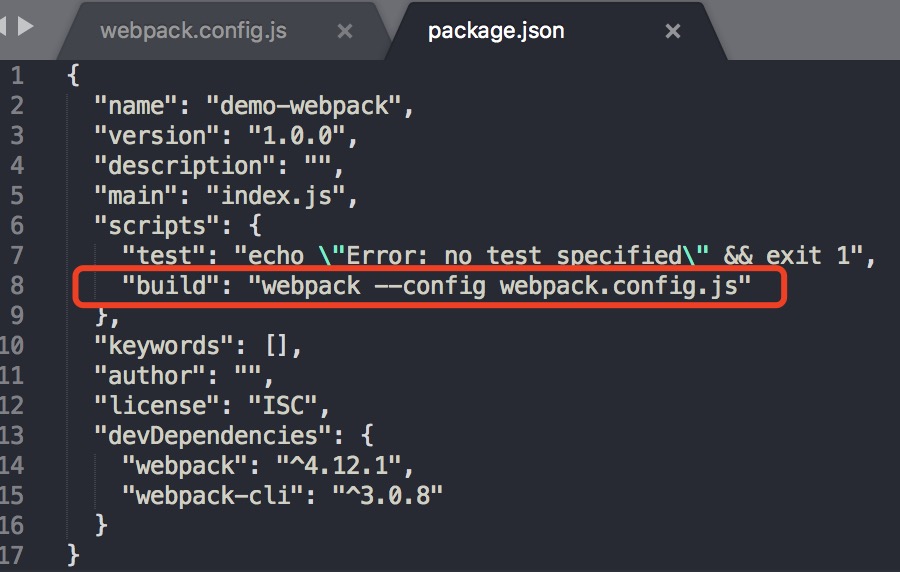 webpack.config.js × package.json ×
1 {
2 "name": "demo-webpack",
3 "version": "1.0.0",
4 "description": "",
5 "main": "index.js",
6 "scripts": {
7 "test": "echo \"Error: no test specified\" && exit 1",
8 "build": "webpack --config webpack.config.js"
9 },
10 "keywords": [],
11 "author": "",
12 "license": "ISC",
13 "devDependencies": {
14 "webpack": "^4.12.1",
15 "webpack-cli": "^3.0.8"
16 }
17 }